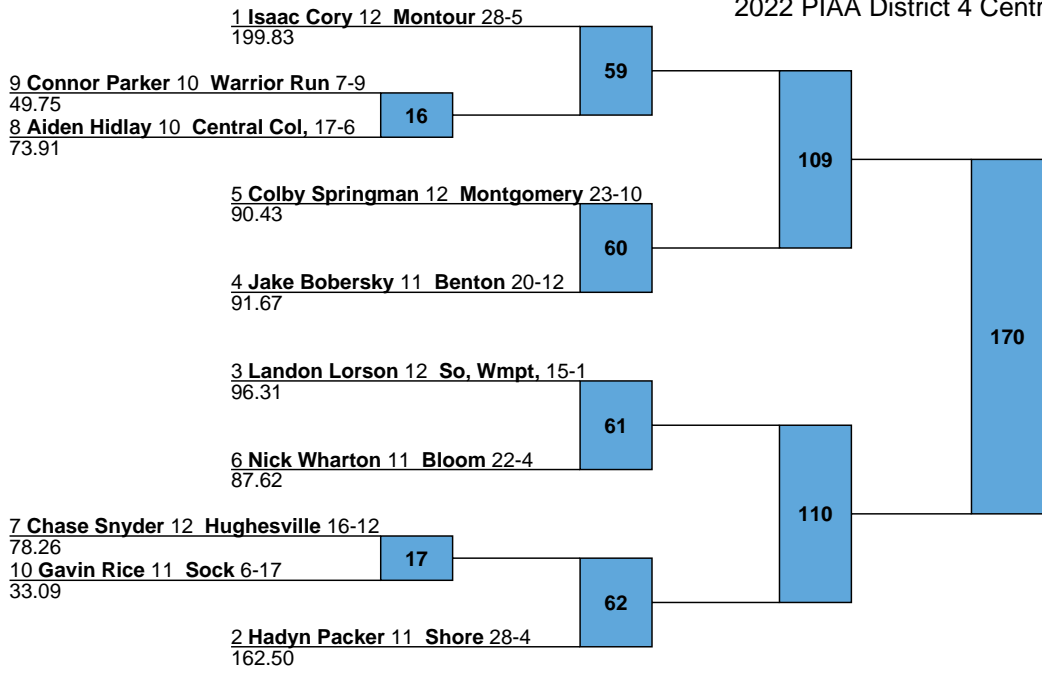 2022 PIAA District 4 Centr
1 Isaac Cory 12 Montour 28-5
199.83
59
9 Connor Parker 10 Warrior Run 7-9
49.75
16
8 Aiden Hidlay 10 Central Col, 17-6
73.91
109
5 Colby Springman 12 Montgomery 23-10
90.43
60
4 Jake Bobersky 11 Benton 20-12
91.67
170
3 Landon Lorson 12 So, Wmpt, 15-1
96.31
61
6 Nick Wharton 11 Bloom 22-4
87.62
110
7 Chase Snyder 12 Hughesville 16-12
78.26
17
10 Gavin Rice 11 Sock 6-17
33.09
62
2 Hadyn Packer 11 Shore 28-4
162.50